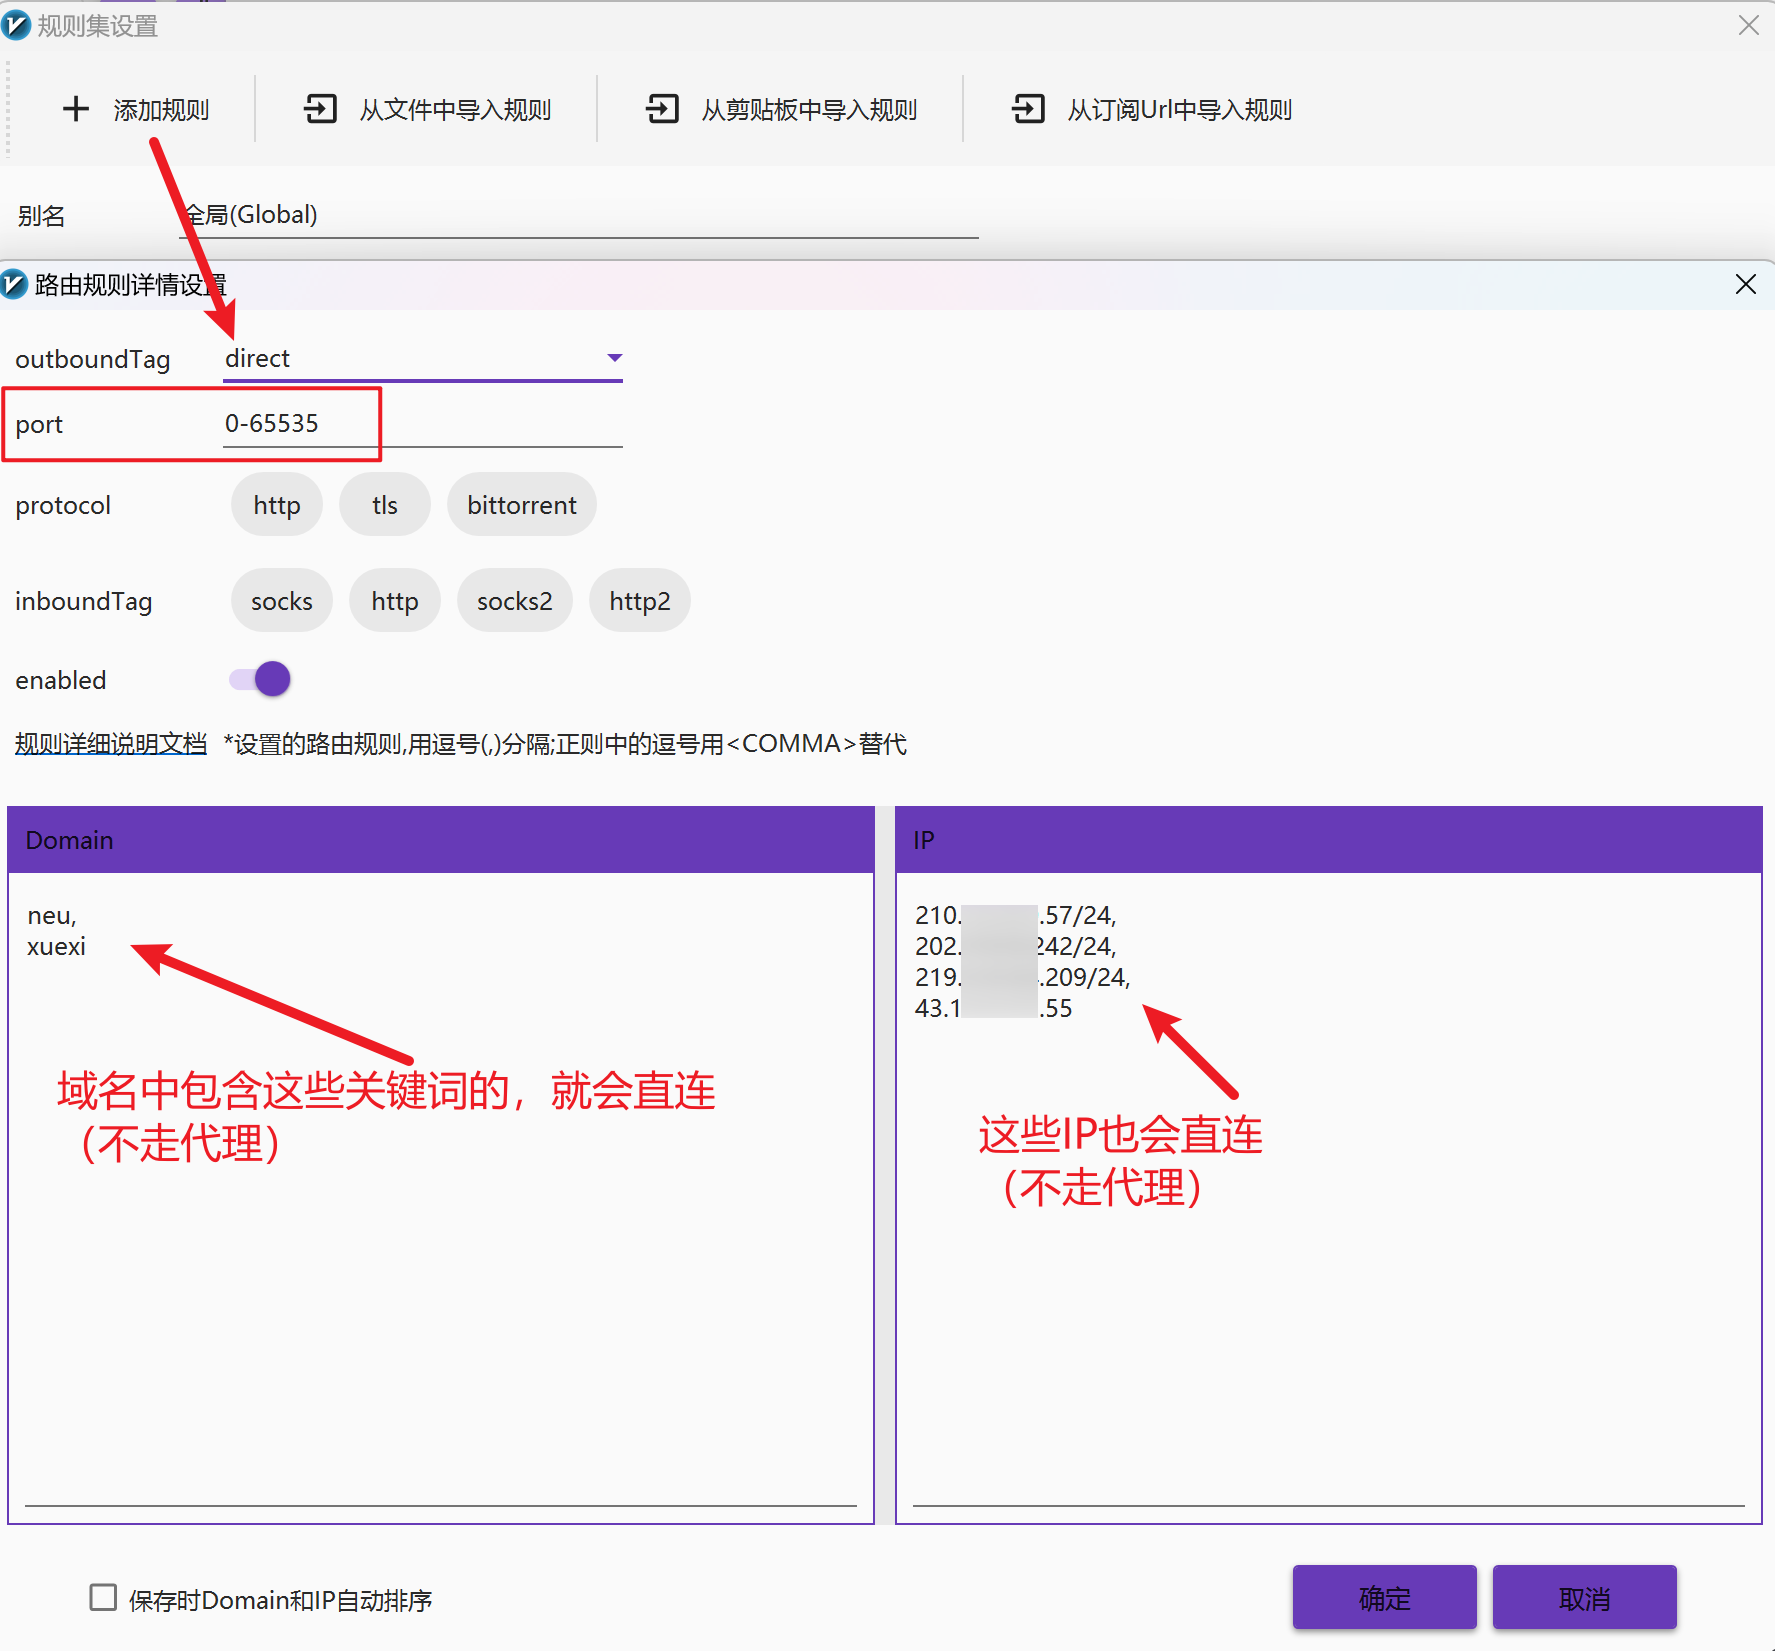 规则集设置
添加规则
从文件中导入规则
从剪贴板中导入规则
从订阅Url中导入规则
别名
全局(Global)
路由规则详情设置
outboundTag direct
port 0-65535
protocol http tls bittorrent
inboundTag socks http socks2 http2
enabled
规则详细说明文档 *设置的路由规则,用逗号(,)分隔;正则中的逗号用<COMMA>替代
Domain
neu,
xuexi
域名中包含这些关键词的，就会直连
（不走代理）
IP
210. .57/24,
202. 242/24,
219. .209/24,
43.1 .55
这些IP也会直连
（不走代理）
保存时Domain和IP自动排序
确定
取消